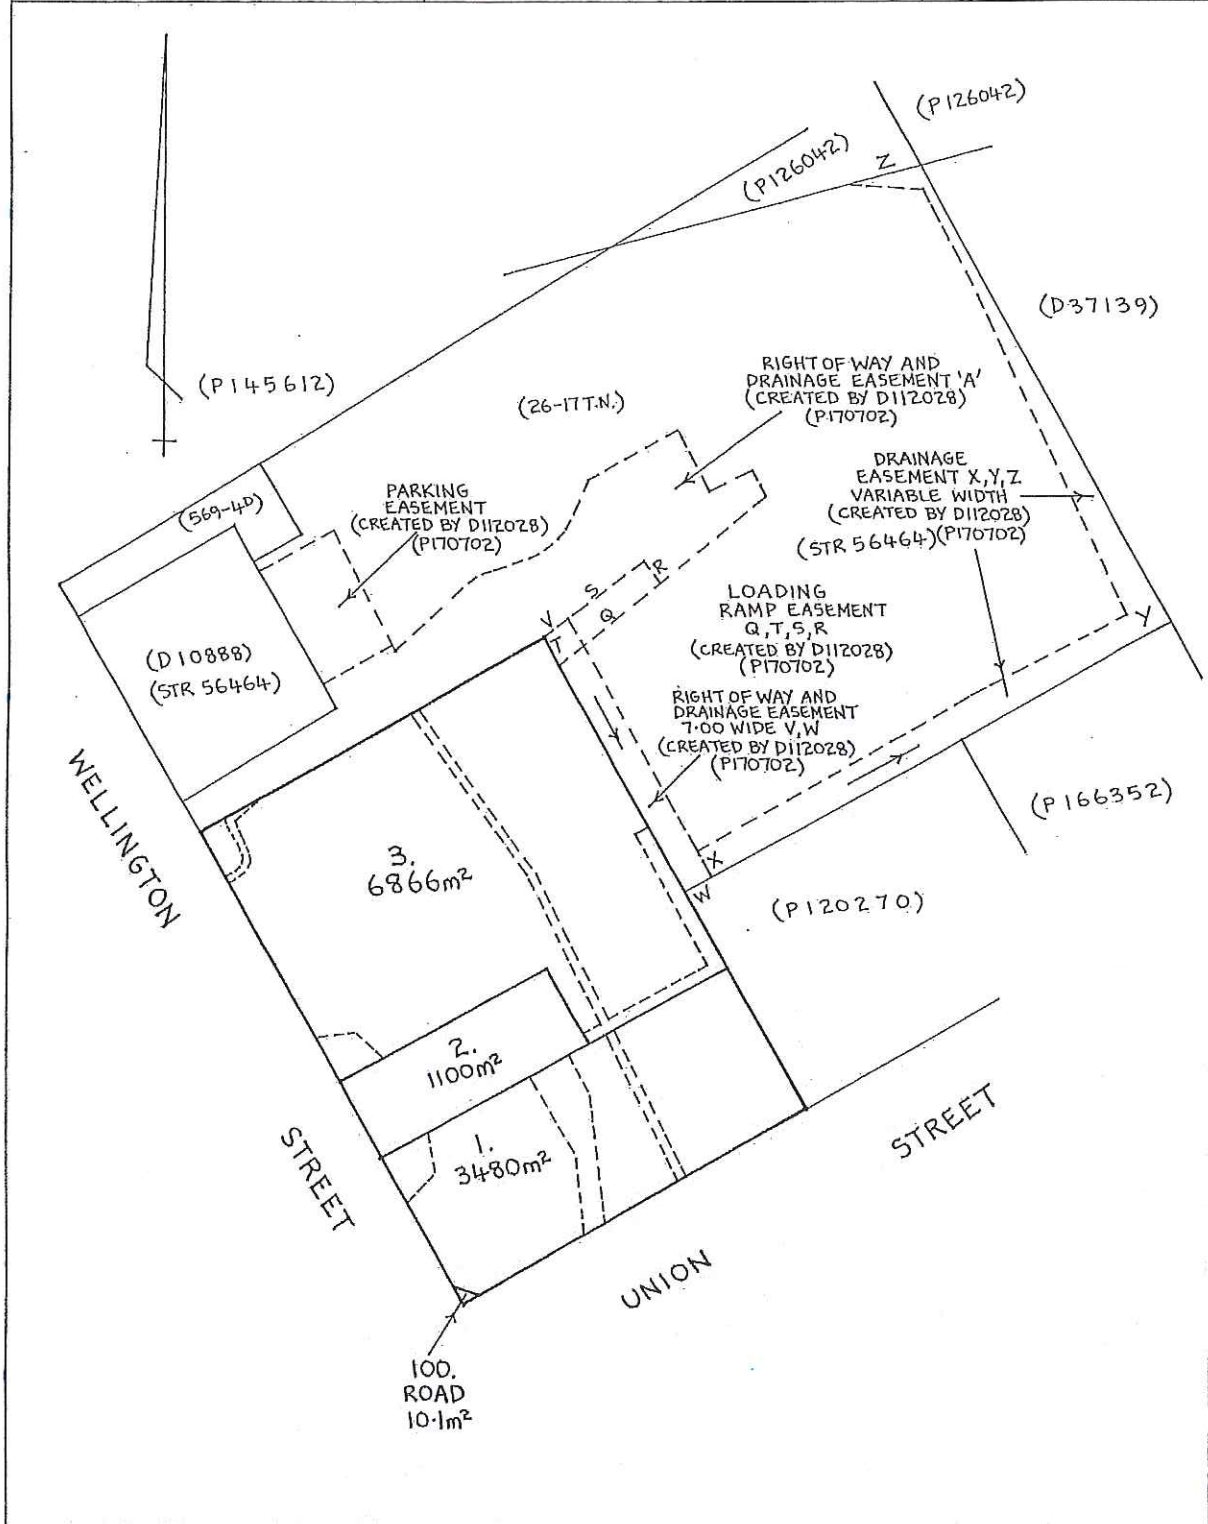 (P126042)
(P126042)
Z
(D37139)
(P145612)
(26-17T.N.)
RIGHT OF WAY AND
DRAINAGE EASEMENT 'A'
(CREATED BY D112028)
(P170702)
DRAINAGE
EASEMENT X,Y,Z
VARIABLE WIDTH
(CREATED BY D112028)
(STR 56464)(P170702)
(569-4D)
PARKING
EASEMENT
(CREATED BY D112028)
(P170702)
S
R
V
T
Q
Y
LOADING
RAMP EASEMENT
Q,T,S,R
(CREATED BY D112028)
(P170702)
(D10888)
(STR 56464)
RIGHT OF WAY AND
DRAINAGE EASEMENT
7.00 WIDE V,W
(CREATED BY D112028)
(P170702)
(P166352)
WELLINGTON
3.
6866m²
X
W
(P120270)
2.
1100m²
STREET
1.
3480m²
STREET
UNION
100.
ROAD
10.1m²